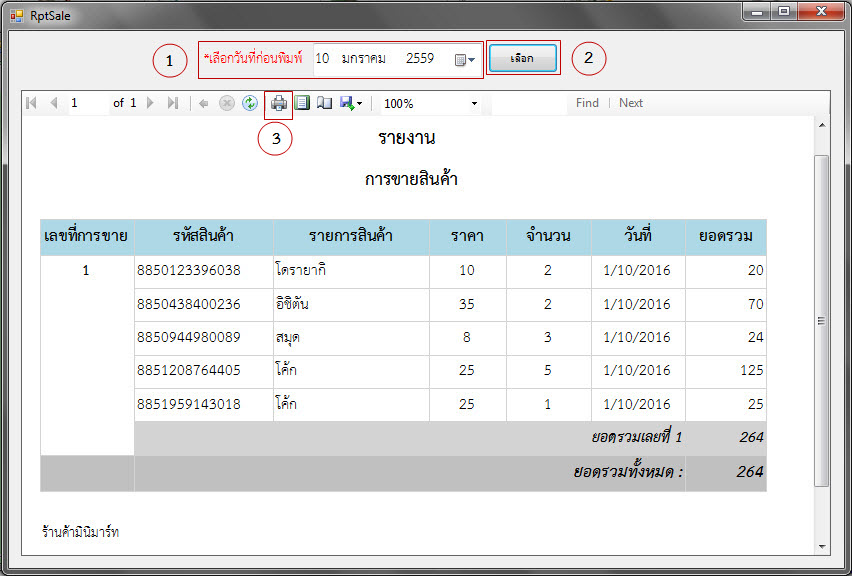 RptSale
1 *เลือกวันที่ก่อนพิมพ์ 10 มกราคม 2559 เลือก 2
1 of 1 100% Find | Next
3
รายงาน
การขายสินค้า
เลขที่การขาย รหัสสินค้า รายการสินค้า ราคา จำนวน วันที่ ยอดรวม
1 8850123396038 โดรายากิ 10 2 1/10/2016 20
8850438400236 อิชิตัน 35 2 1/10/2016 70
8850944980089 สมุด 8 3 1/10/2016 24
8851208764405 โค้ก 25 5 1/10/2016 125
8851959143018 โค้ก 25 1 1/10/2016 25
ยอดรวมเลขที่ 1 264
ยอดรวมทั้งหมด : 264
ร้านค้ามินิมาร์ท